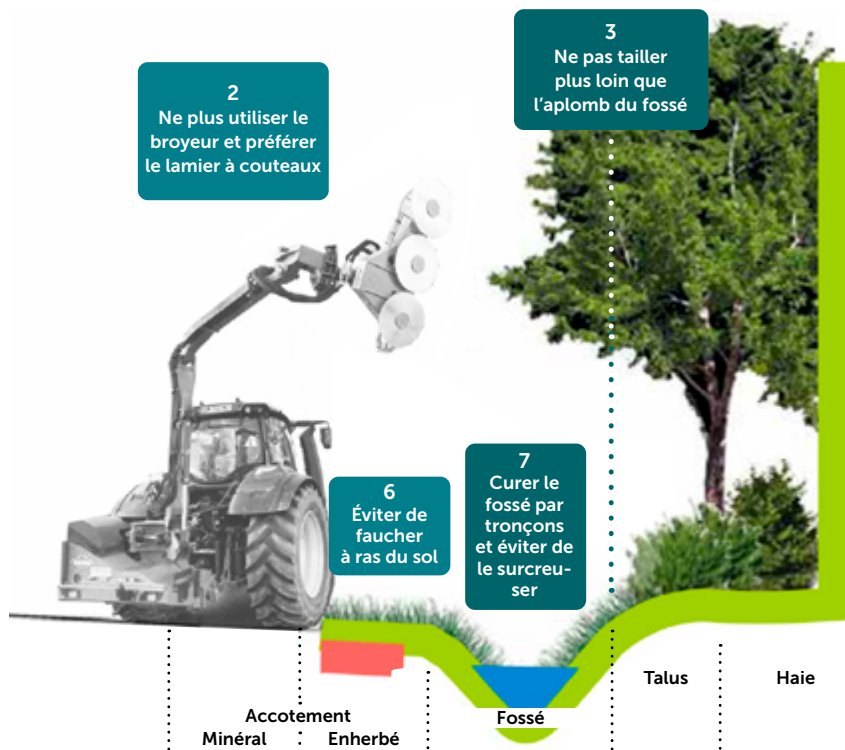 3
Ne pas tailler
plus loin que
l'aplomb du fossé
2
Ne plus utiliser le
broyeur et préférer
le lamier à couteaux
6
Éviter de
faucher
à ras du sol
7
Curer le
fossé par
tronçons
et éviter de
le surcreu-
ser
Talus
Haie
Accotement
Fossé
Minéral
Enherbé